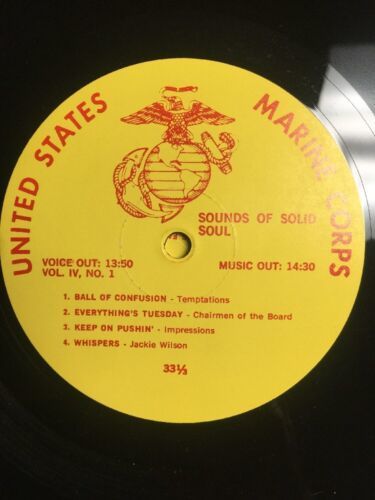 UNITED STATES
MARINE CORPS
SOUNDS OF SOLID
SOUL
VOICE OUT: 13:50
VOL. IV, NO. 1
MUSIC OUT: 14:30
1. BALL OF CONFUSION - Temptations
2. EVERYTHING'S TUESDAY - Chairmen of the Board
3. KEEP ON PUSHIN' - Impressions
4. WHISPERS - Jackie Wilson
33⅓